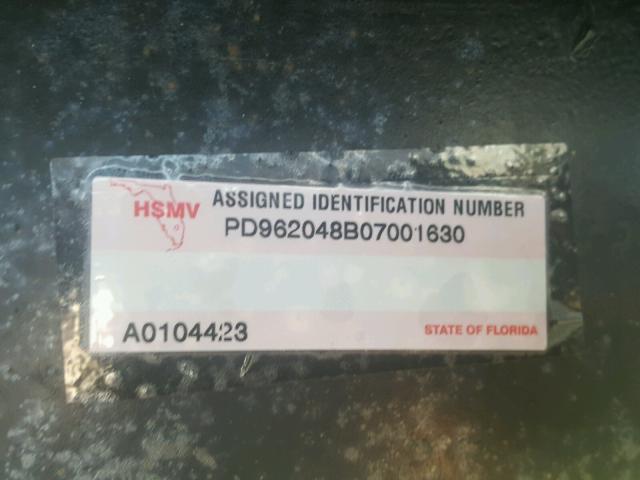 HSMV ASSIGNED IDENTIFICATION NUMBER
PD962048B07001630
A0104423 STATE OF FLORIDA